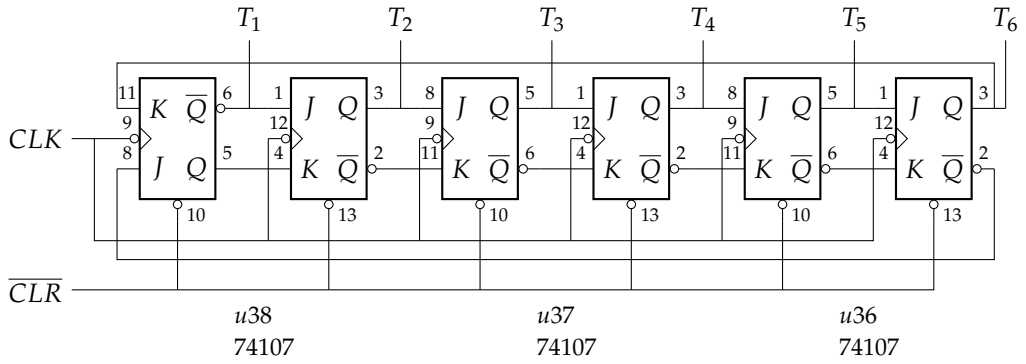 T1 T2 T3 T4 T5 T6
11 6 1 3 8 5 1 3 8 5 1 3
K Q̅ J Q J Q J Q J Q J Q
CLK 9 12 9 12 9 12
8 5 4 2 11 6 4 2 11 6 4 2
J Q K Q̅ K Q̅ K Q̅ K Q̅ K Q̅
10 13 10 13 10 13
C̅L̅R̅
u38 u37 u36
74107 74107 74107